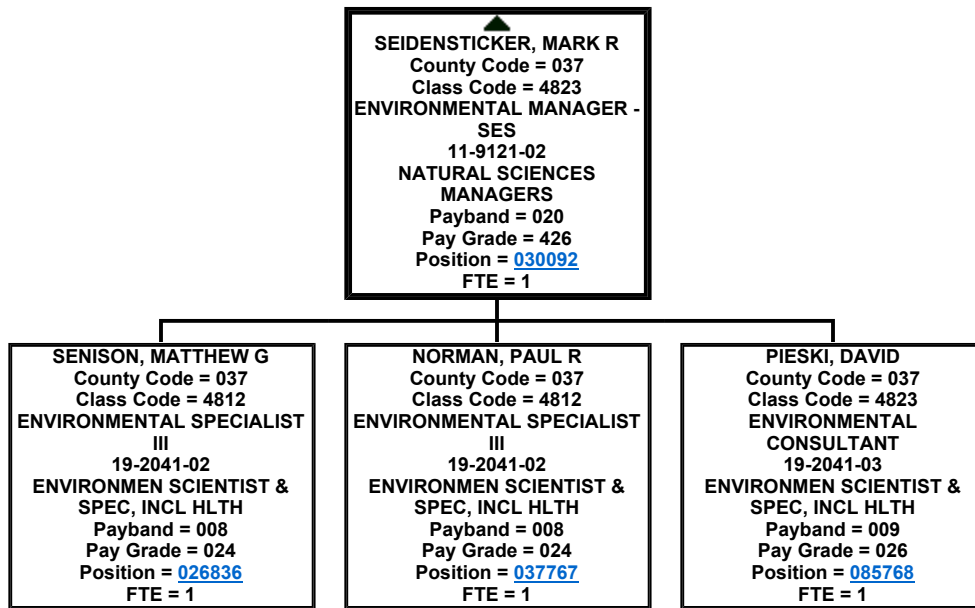 SEIDENSTICKER, MARK R
County Code = 037
Class Code = 4823
ENVIRONMENTAL MANAGER -
SES
11-9121-02
NATURAL SCIENCES
MANAGERS
Payband = 020
Pay Grade = 426
Position = 030092
FTE = 1
SENISON, MATTHEW G
County Code = 037
Class Code = 4812
ENVIRONMENTAL SPECIALIST
III
19-2041-02
ENVIRONMEN SCIENTIST &
SPEC, INCL HLTH
Payband = 008
Pay Grade = 024
Position = 026836
FTE = 1
NORMAN, PAUL R
County Code = 037
Class Code = 4812
ENVIRONMENTAL SPECIALIST
III
19-2041-02
ENVIRONMEN SCIENTIST &
SPEC, INCL HLTH
Payband = 008
Pay Grade = 024
Position = 037767
FTE = 1
PIESKI, DAVID
County Code = 037
Class Code = 4823
ENVIRONMENTAL
CONSULTANT
19-2041-03
ENVIRONMEN SCIENTIST &
SPEC, INCL HLTH
Payband = 009
Pay Grade = 026
Position = 085768
FTE = 1